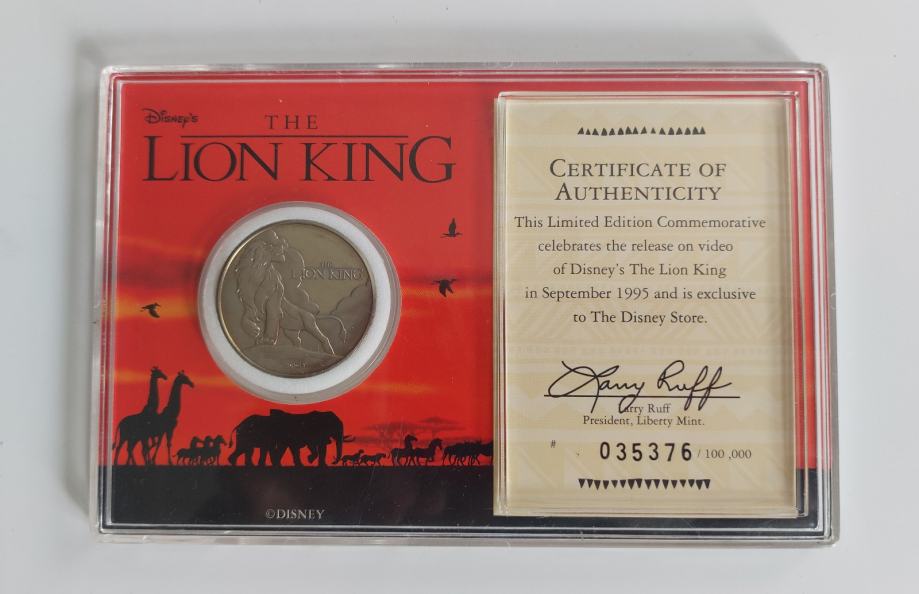 Disney's
THE
LION KING
THE
LION KING
©DISNEY
CERTIFICATE OF
AUTHENTICITY
This Limited Edition Commemorative
celebrates the release on video
of Disney's The Lion King
in September 1995 and is exclusive
to The Disney Store.
Larry Ruff
Larry Ruff
President, Liberty Mint.
# 035376 / 100 ,000